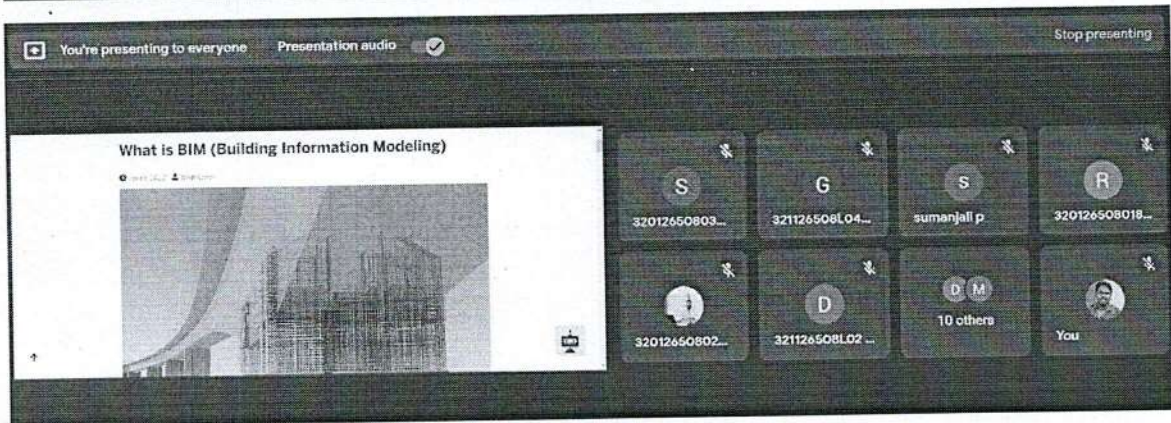 You're presenting to everyone Presentation audio Stop presenting
What is BIM (Building Information Modeling)
S
32012650803...
G
321126508L04...
S
sumanjali p
R
320126508018...
32012650802...
D
321126508L02 ...
D M
10 others
You